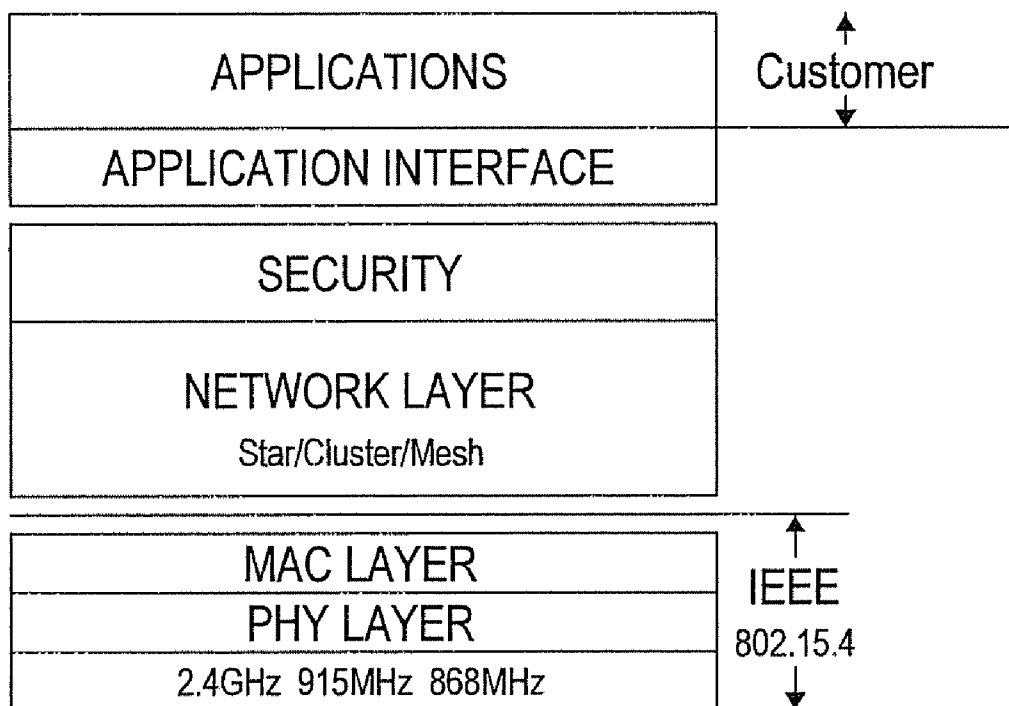 APPLICATIONS
Customer
APPLICATION INTERFACE
SECURITY
NETWORK LAYER
Star/Cluster/Mesh
MAC LAYER
IEEE
PHY LAYER
802.15.4
2.4GHz 915MHz 868MHz